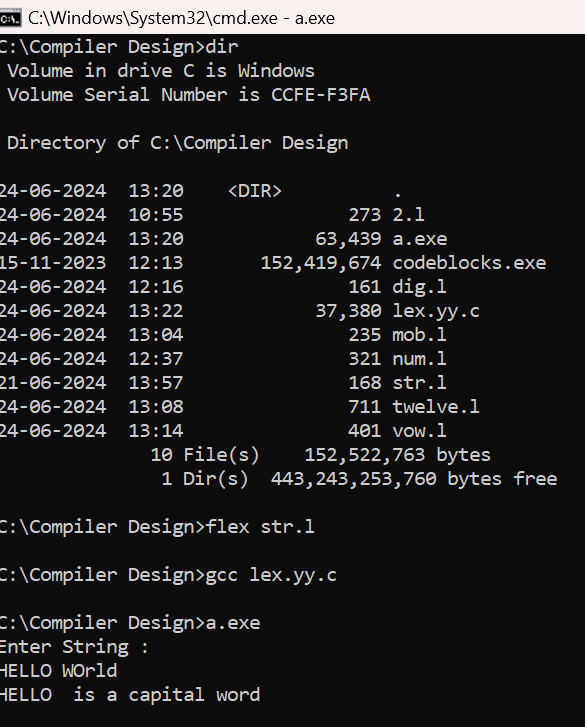 C:\Windows\System32\cmd.exe - a.exe
C:\Compiler Design>dir
Volume in drive C is Windows
Volume Serial Number is CCFE-F3FA
Directory of C:\Compiler Design
24-06-2024 13:20 <DIR> .
24-06-2024 10:55 273 2.l
24-06-2024 13:20 63,439 a.exe
15-11-2023 12:13 152,419,674 codeblocks.exe
24-06-2024 12:16 161 dig.l
24-06-2024 13:22 37,380 lex.yy.c
24-06-2024 13:04 235 mob.l
24-06-2024 12:37 321 num.l
21-06-2024 13:57 168 str.l
24-06-2024 13:08 711 twelve.l
24-06-2024 13:14 401 vow.l
10 File(s) 152,522,763 bytes
1 Dir(s) 443,243,253,760 bytes free
C:\Compiler Design>flex str.l
C:\Compiler Design>gcc lex.yy.c
C:\Compiler Design>a.exe
Enter String :
HELLO WOrld
HELLO  is a capital word